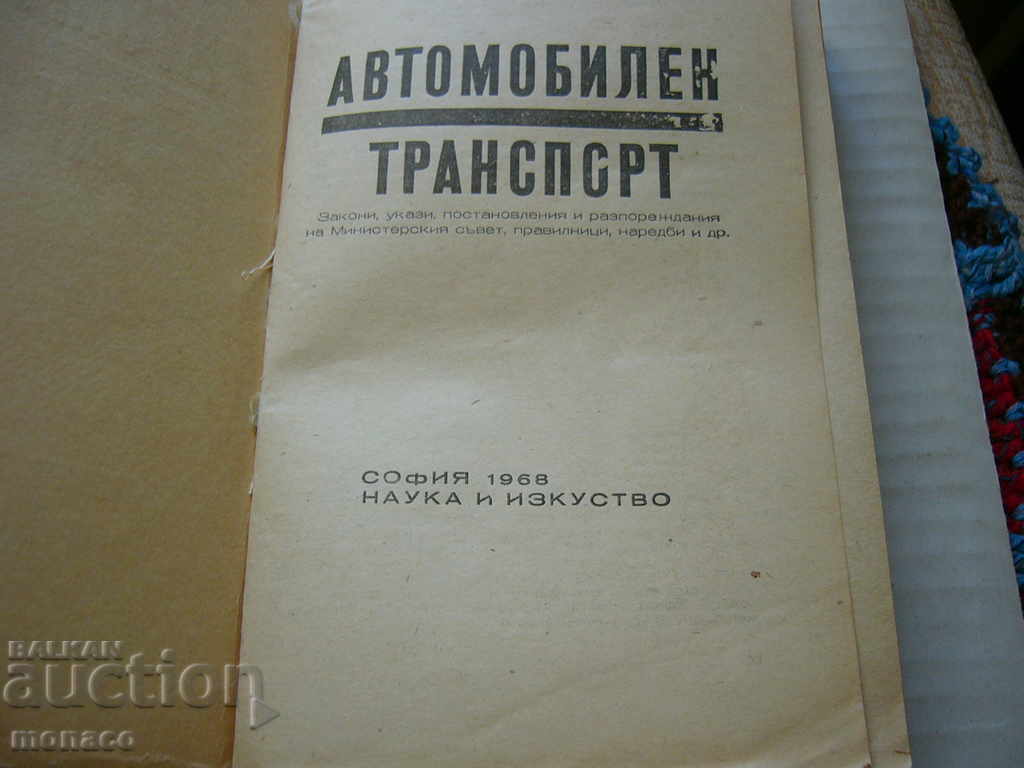 АВТОМОБИЛЕН
ТРАНСПОРТ
Закони, укази, постановления и разпореждания
на Министерския съвет, правилници, наредби и др.
СОФИЯ 1968
НАУКА И ИЗКУСТВО
BALKAN
auction
monaco